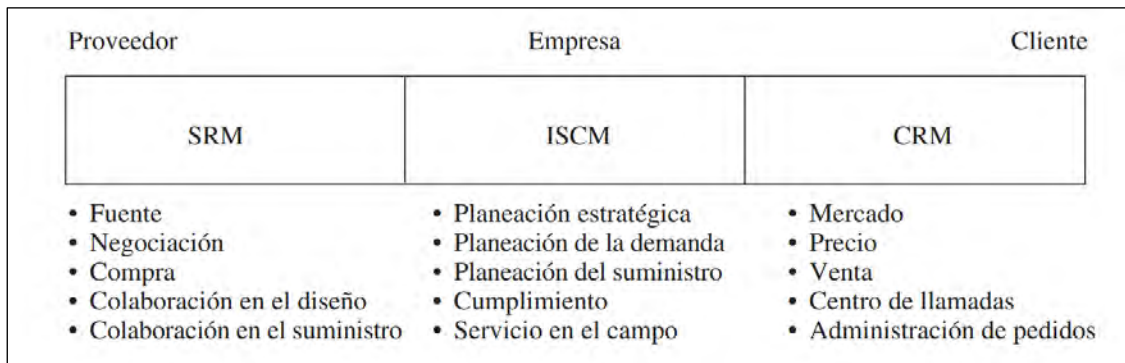 Proveedor Empresa Cliente
SRM ISCM CRM
• Fuente
• Negociación
• Compra
• Colaboración en el diseño
• Colaboración en el suministro
• Planeación estratégica
• Planeación de la demanda
• Planeación del suministro
• Cumplimiento
• Servicio en el campo
• Mercado
• Precio
• Venta
• Centro de llamadas
• Administración de pedidos